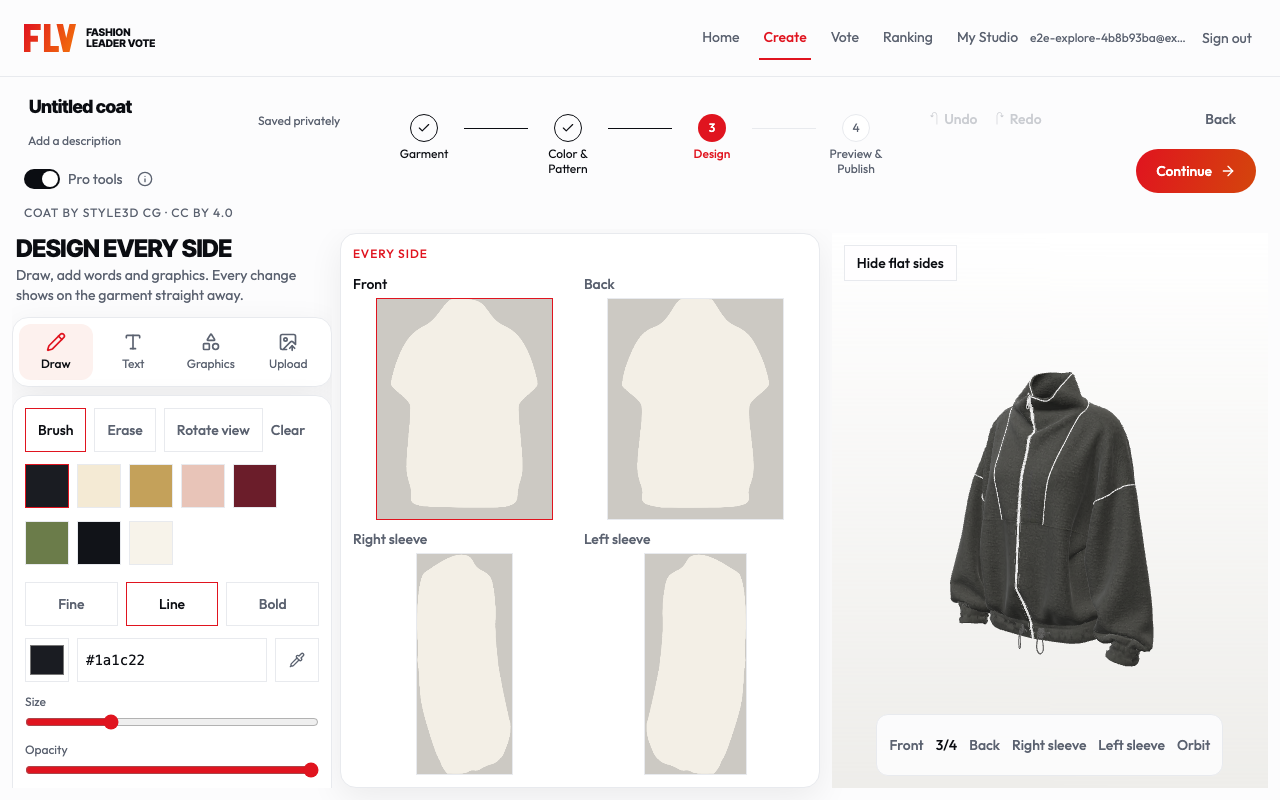 FLV
FASHION
LEADER VOTE
Home
Create
Vote
Ranking
My Studio
e2e-explore-4b8b93ba@ex...
Sign out
Untitled coat
Saved privately
Add a description
Pro tools
COAT BY STYLE3D CG · CC BY 4.0
Garment
Color &
Pattern
3
Design
4
Preview &
Publish
Undo
Redo
Back
Continue
DESIGN EVERY SIDE
Draw, add words and graphics. Every change
shows on the garment straight away.
Draw
Text
Graphics
Upload
Brush
Erase
Rotate view
Clear
Fine
Line
Bold
#1a1c22
Size
Opacity
EVERY SIDE
Front
Back
Right sleeve
Left sleeve
Hide flat sides
Front
3/4
Back
Right sleeve
Left sleeve
Orbit